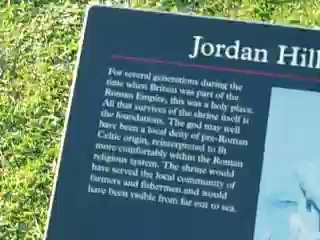 Jordan Hill
For several generations during the
time when Britain was part of the
Roman Empire, this was a holy place.
All that survives of the shrine itself is
the foundations. The god may well
have been a local deity of pre-Roman
Celtic origin, reinterpreted to fit
more comfortably within the Roman
religious system. The shrine would
have served the local community of
farmers and fishermen and would
have been visible from far out to sea.